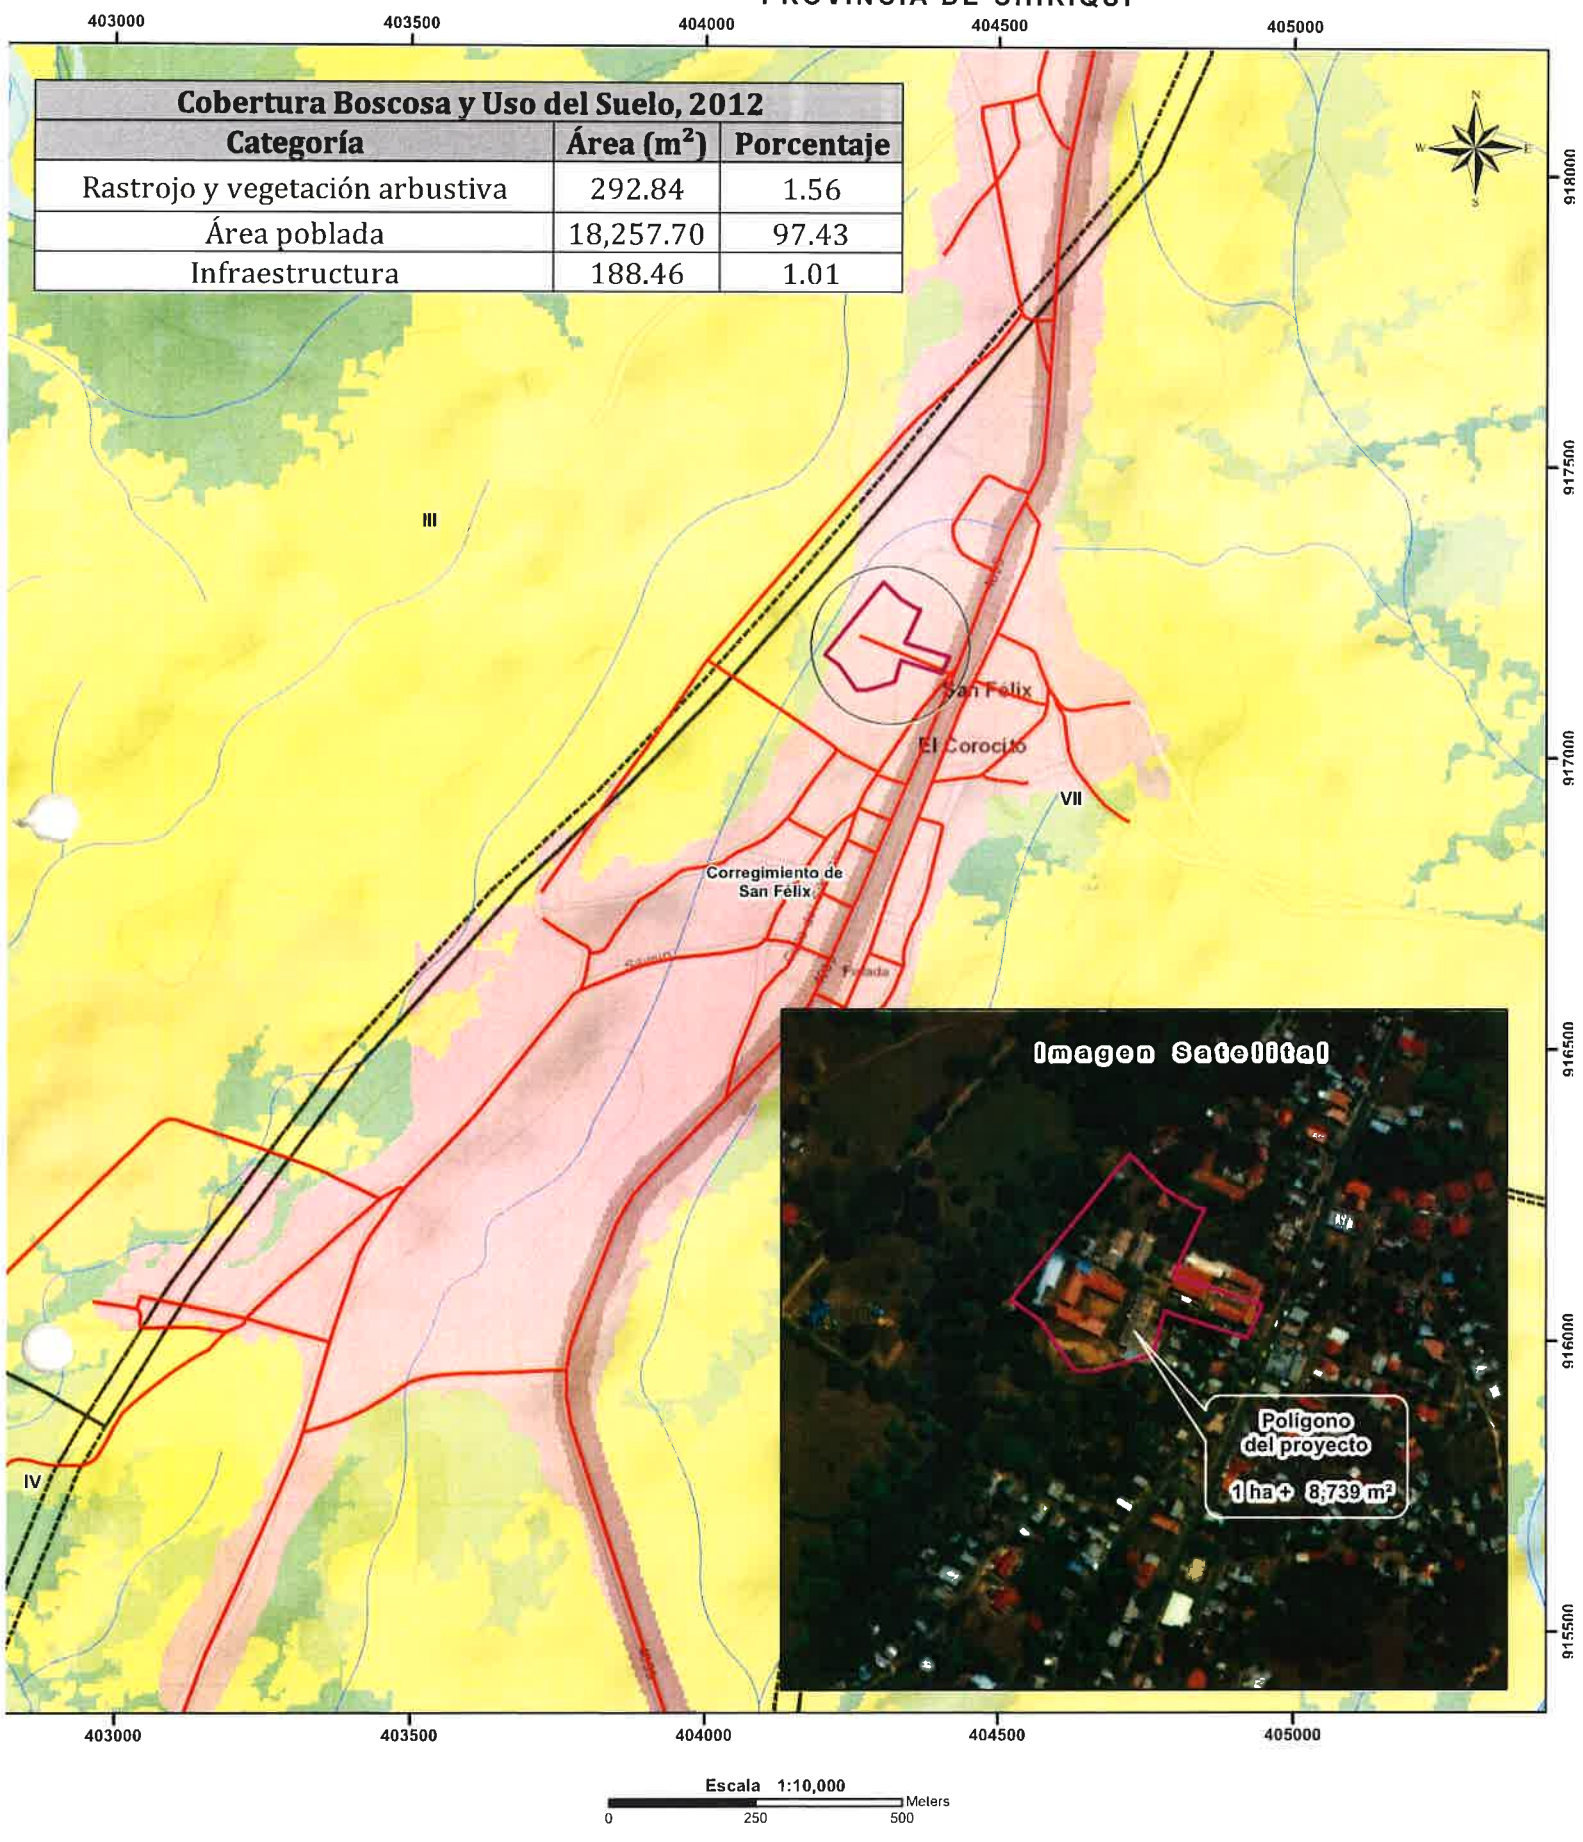 PROVINCIA DE CHIRIQUÍ
403000 403500 404000 404500 405000
Cobertura Boscosa y Uso del Suelo, 2012
Categoría Área (m²) Porcentaje
Rastrojo y vegetación arbustiva 292.84 1.56
Área poblada 18,257.70 97.43
Infraestructura 188.46 1.01
N
W E
S
918000
917500
III
San Félix
El Corocito
917000
VII
Corregimiento de
San Félix
916500
Imagen Satelital
916000
Polígono
del proyecto
1 ha + 8,739 m²
IV
915500
403000 403500 404000 404500 405000
Escala 1:10,000
Meters
0 250 500